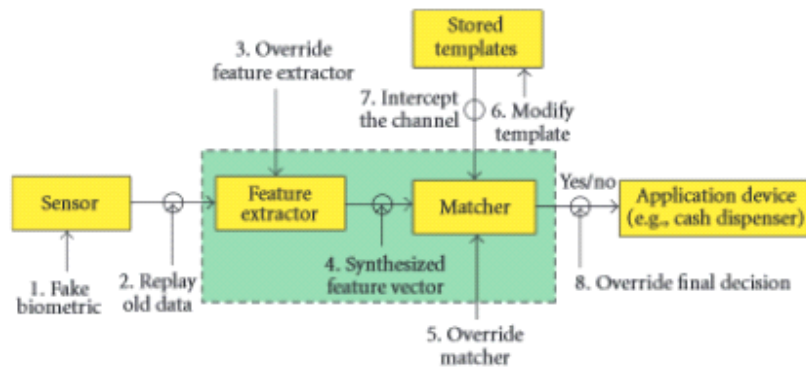 Stored
templates
3. Override
feature extractor
7. Intercept
the channel
6. Modify
template
Sensor
Feature
extractor
Matcher
Yes/no
Application device
(e.g., cash dispenser)
1. Fake
biometric
2. Replay
old data
4. Synthesized
feature vector
5. Override
matcher
8. Override final decision